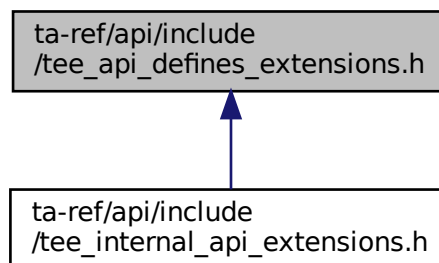 ta-ref/api/include
/tee_api_defines_extensions.h
ta-ref/api/include
/tee_internal_api_extensions.h